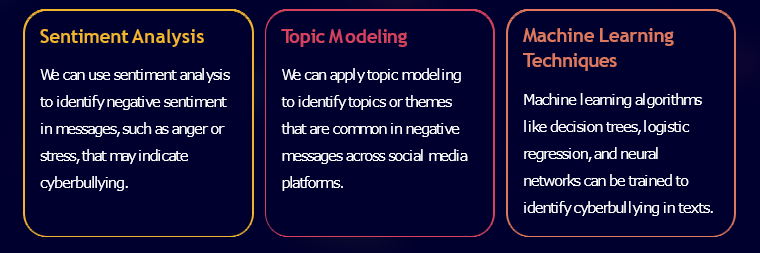 Sentiment Analysis
We can use sentiment analysis
to identify negative sentiment
in messages, such as anger or
stress, that may indicate
cyberbullying.
Topic Modeling
We can apply topic modeling
to identify topics or themes
that are common in negative
messages across social media
platforms.
Machine Learning
Techniques
Machine learning algorithms
like decision trees, logistic
regression, and neural
networks can be trained to
identify cyberbullying in texts.